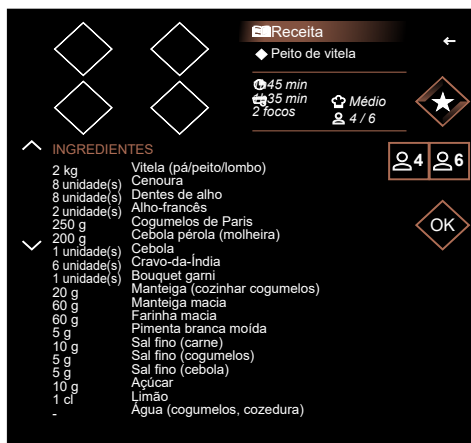 Receita
Peito de vitela
45 min
35 min
2 focos
Médio
4 / 6
INGREDIENTES
2 kg Vitela (pá/peito/lombo)
8 unidade(s) Cenoura
8 unidade(s) Dentes de alho
2 unidade(s) Alho-francês
250 g Cogumelos de Paris
200 g Cebola pérola (molheira)
1 unidade(s) Cebola
6 unidade(s) Cravo-da-Índia
1 unidade(s) Bouquet garni
20 g Manteiga (cozinhar cogumelos)
60 g Manteiga macia
60 g Farinha macia
5 g Pimenta branca moída
10 g Sal fino (carne)
5 g Sal fino (cogumelos)
5 g Sal fino (cebola)
10 g Açúcar
1 cl Limão
- Água (cogumelos, cozedura)
4 6
OK